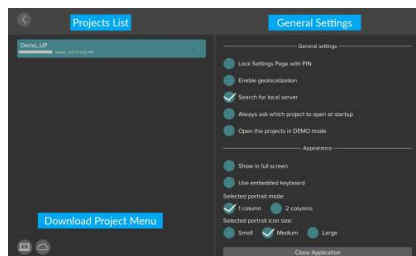 Projects List
General Settings
Demo_UP
General settings
Lock Settings Page with PIN
Enable geolocalization
Search for local server
Always ask which project to open at startup
Open the projects in DEMO mode
Appearance
Show in full screen
Use embedded keyboard
Selected portrait mode:
1 column
2 columns
Selected portrait icon size:
Small
Medium
Large
Download Project Menu
Close Application